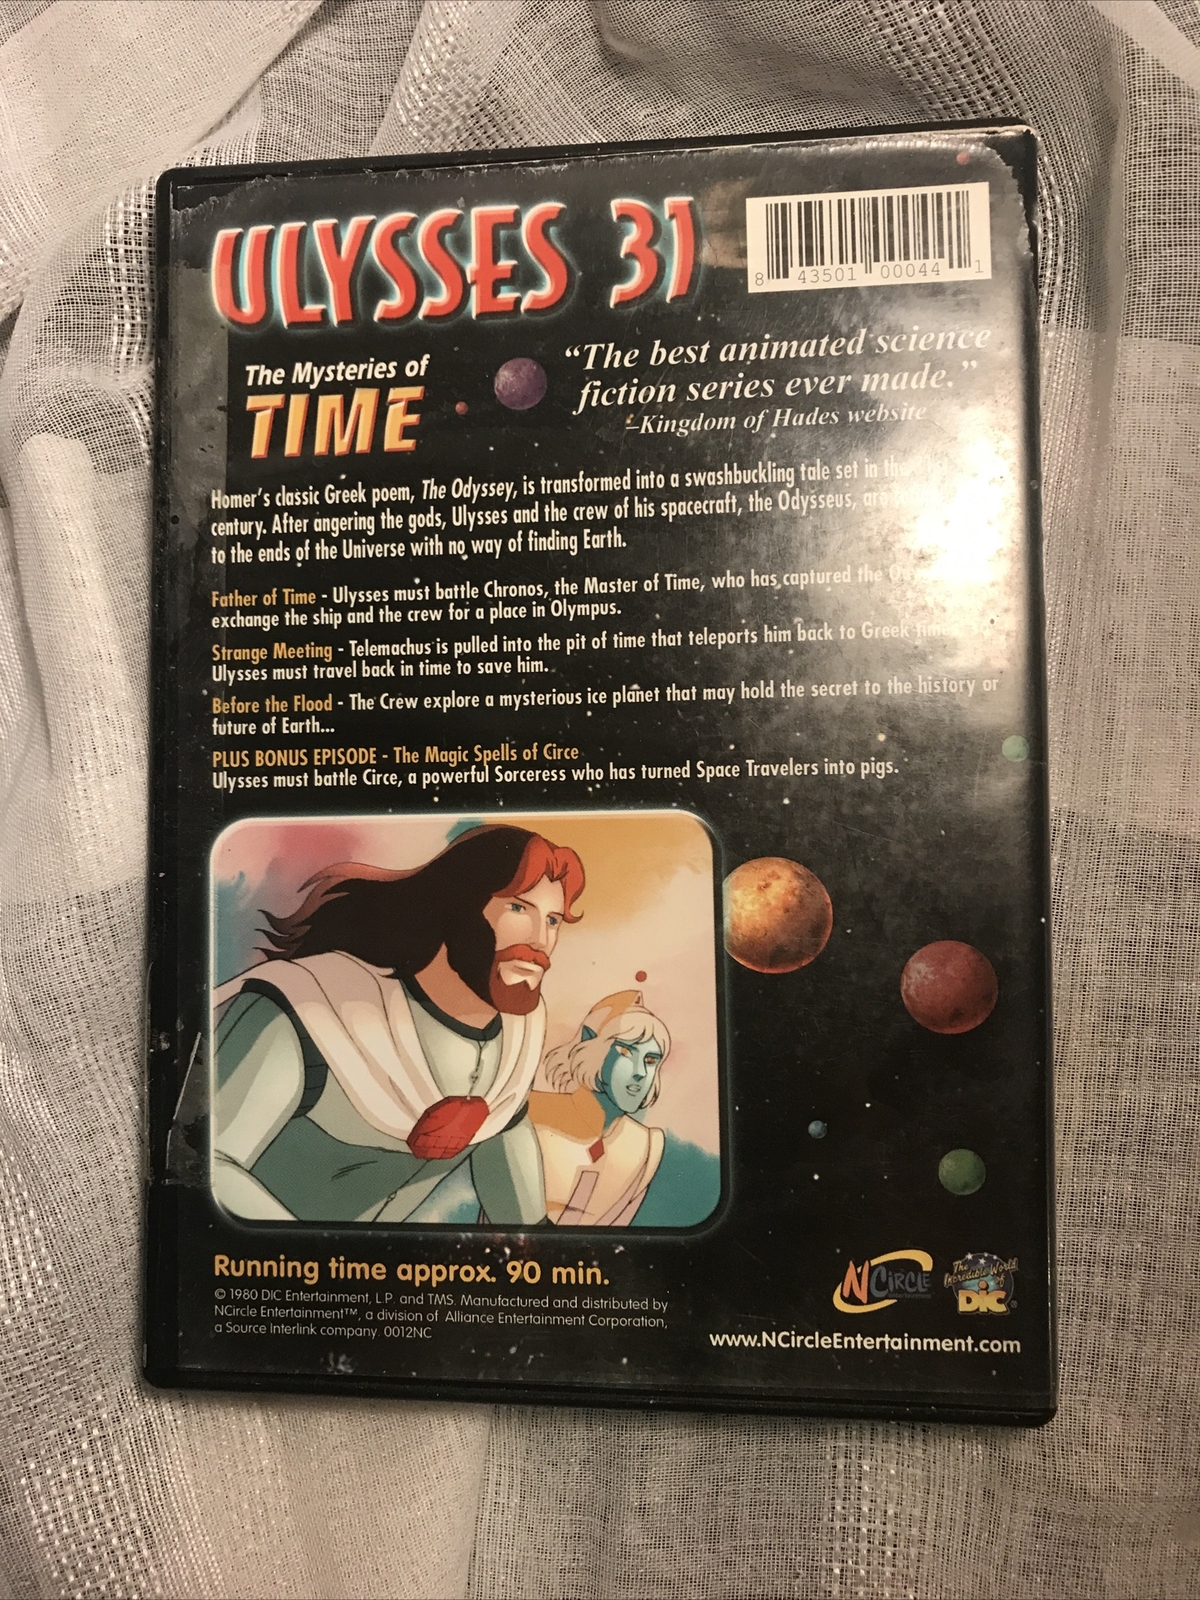 ULYSSES 31
8 43501 00044 1
The Mysteries of
TIME
“The best animated science
fiction series ever made.”
–Kingdom of Hades website
Homer's classic Greek poem, The Odyssey, is transformed into a swashbuckling tale set in the
century. After angering the gods, Ulysses and the crew of his spacecraft, the Odysseus, are
to the ends of the Universe with no way of finding Earth.
Father of Time - Ulysses must battle Chronos, the Master of Time, who has captured the
exchange the ship and the crew for a place in Olympus.
Strange Meeting - Telemachus is pulled into the pit of time that teleports him back to Greek
Ulysses must travel back in time to save him.
Before the Flood - The Crew explore a mysterious ice planet that may hold the secret to the history or
future of Earth...
PLUS BONUS EPISODE - The Magic Spells of Circe
Ulysses must battle Circe, a powerful Sorceress who has turned Space Travelers into pigs.
Running time approx. 90 min.
© 1980 DIC Entertainment, L.P. and TMS. Manufactured and distributed by
NCircle Entertainment™, a division of Alliance Entertainment Corporation,
a Source Interlink company. 0012NC
NCIRCLE
entertainment
The
Incredible World
of
DIC®
www.NCircleEntertainment.com